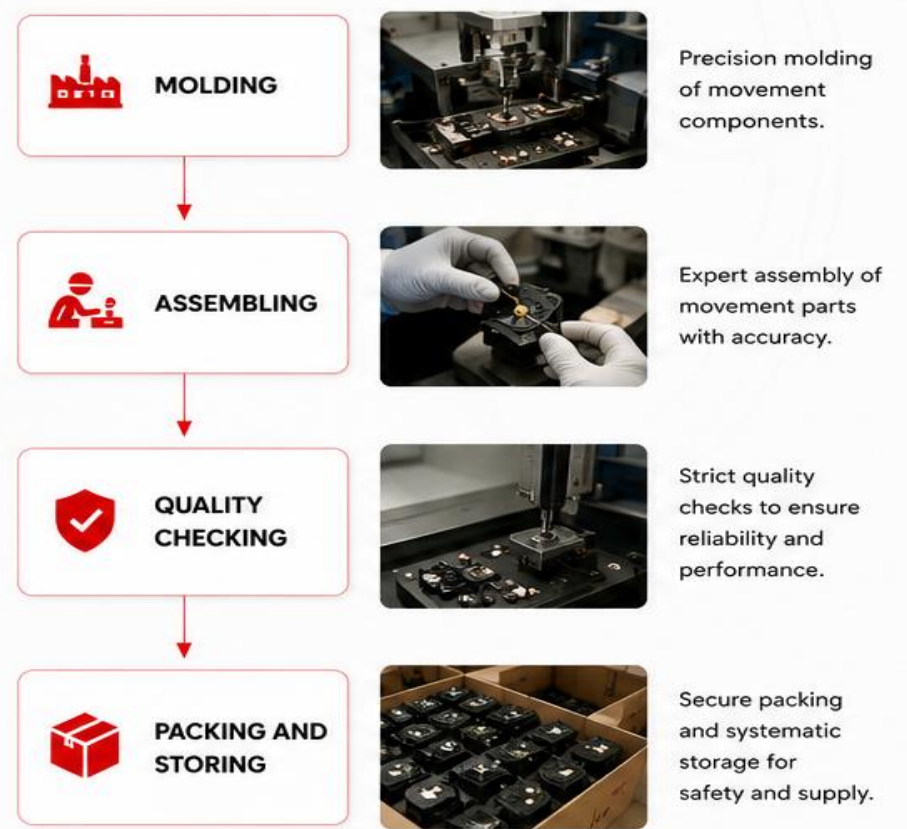 MOLDING
Precision molding
of movement
components.
ASSEMBLING
Expert assembly of
movement parts
with accuracy.
QUALITY
CHECKING
Strict quality
checks to ensure
reliability and
performance.
PACKING AND
STORING
Secure packing
and systematic
storage for
safety and supply.